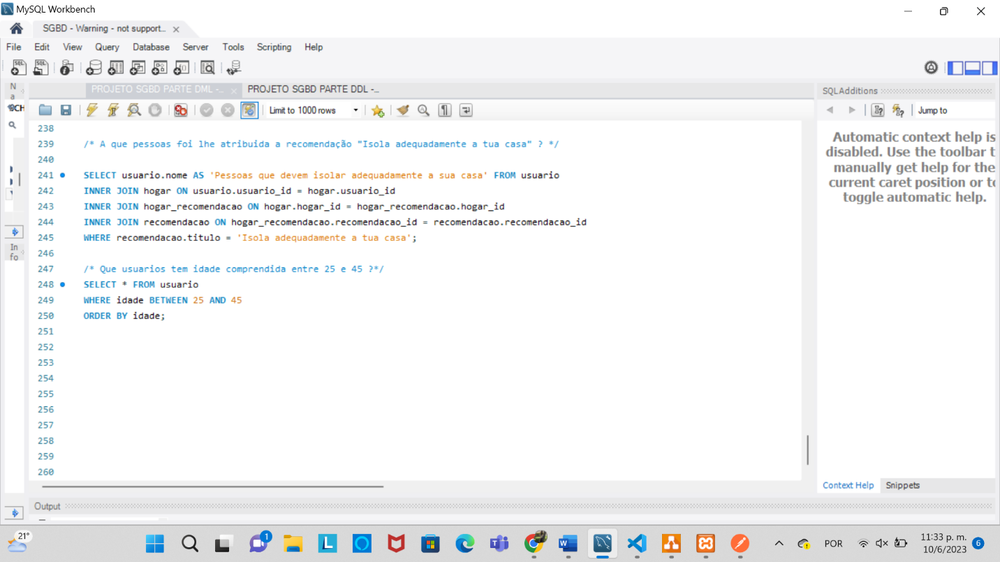 MySQL Workbench
SGBD - Warning - not support...
File Edit View Query Database Server Tools Scripting Help
N
a
PROJETO SGBD PARTE DML -...
PROJETO SGBD PARTE DDL -...
SQLAdditions
SCH
Limit to 1000 rows
Jump to
238
239 /* A que pessoas foi lhe atribuida a recomendação "Isola adequadamente a tua casa" ? */
240
241 SELECT usuario.nome AS 'Pessoas que devem isolar adequadamente a sua casa' FROM usuario
242 INNER JOIN hogar ON usuario.usuario_id = hogar.usuario_id
243 INNER JOIN hogar_recomendacao ON hogar.hogar_id = hogar_recomendacao.hogar_id
244 INNER JOIN recomendacao ON hogar_recomendacao.recomendacao_id = recomendacao.recomendacao_id
245 WHERE recomendacao.titulo = 'Isola adequadamente a tua casa';
246
247 /* Que usuarios tem idade comprendida entre 25 e 45 ?*/
248 SELECT * FROM usuario
249 WHERE idade BETWEEN 25 AND 45
250 ORDER BY idade;
251
252
253
254
255
256
257
258
259
260
In
fo
Automatic context help is
disabled. Use the toolbar t
manually get help for the
current caret position or to
toggle automatic help.
Context Help Snippets
Output
21°
1
POR
11:33 p. m.
10/6/2023
6